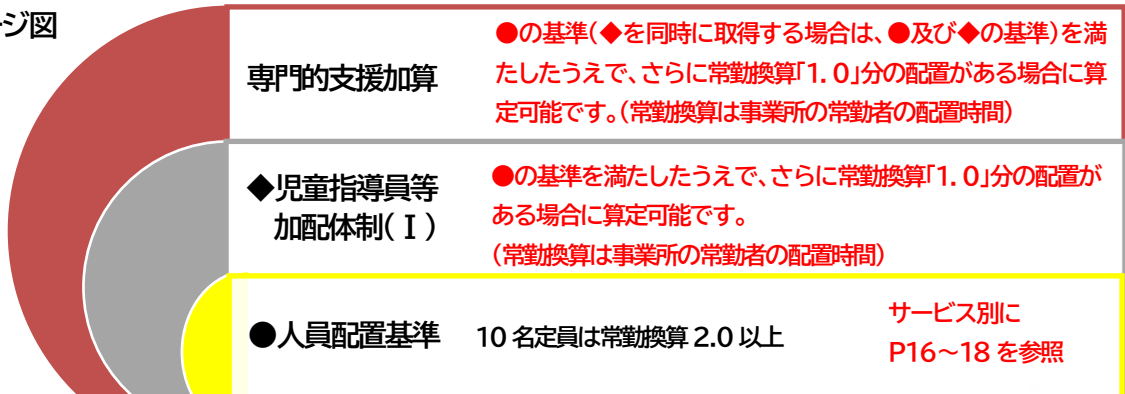 ージ図
専門的支援加算
●の基準(◆を同時に取得する場合は、●及び◆の基準)を満
たしたうえで、さらに常勤換算「1.0」分の配置がある場合に算
定可能です。(常勤換算は事業所の常勤者の配置時間)
◆児童指導員等
加配体制(Ⅰ)
●の基準を満たしたうえで、さらに常勤換算「1.0」分の配置が
ある場合に算定可能です。
(常勤換算は事業所の常勤者の配置時間)
●人員配置基準
10 名定員は常勤換算 2.0 以上
サービス別に
P16~18 を参照